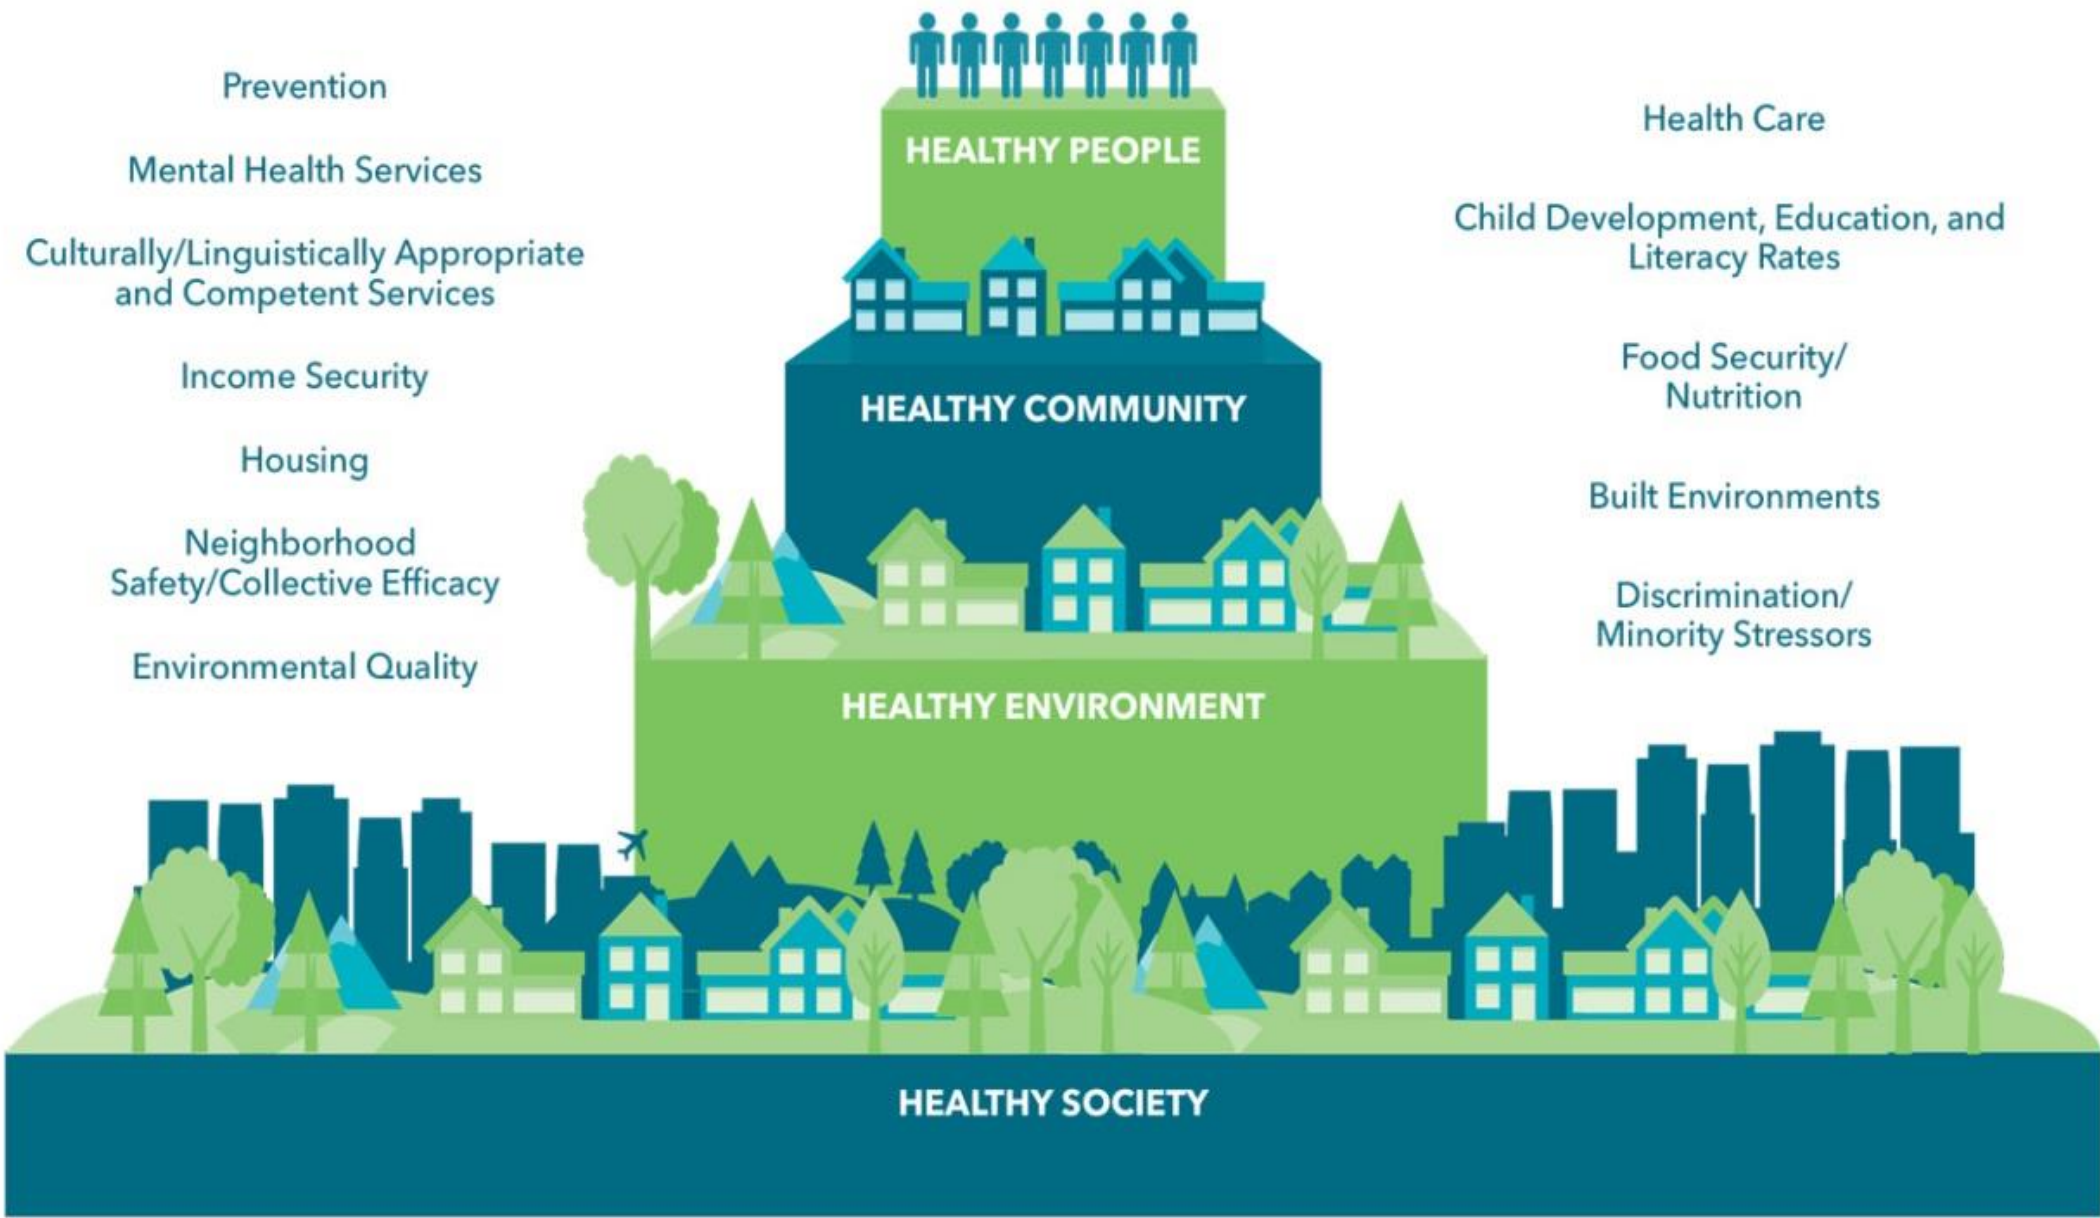 Prevention
Mental Health Services
Culturally/Linguistically Appropriate
and Competent Services
Income Security
Housing
Neighborhood
Safety/Collective Efficacy
Environmental Quality
HEALTHY PEOPLE
HEALTHY COMMUNITY
HEALTHY ENVIRONMENT
HEALTHY SOCIETY
Health Care
Child Development, Education, and
Literacy Rates
Food Security/
Nutrition
Built Environments
Discrimination/
Minority Stressors